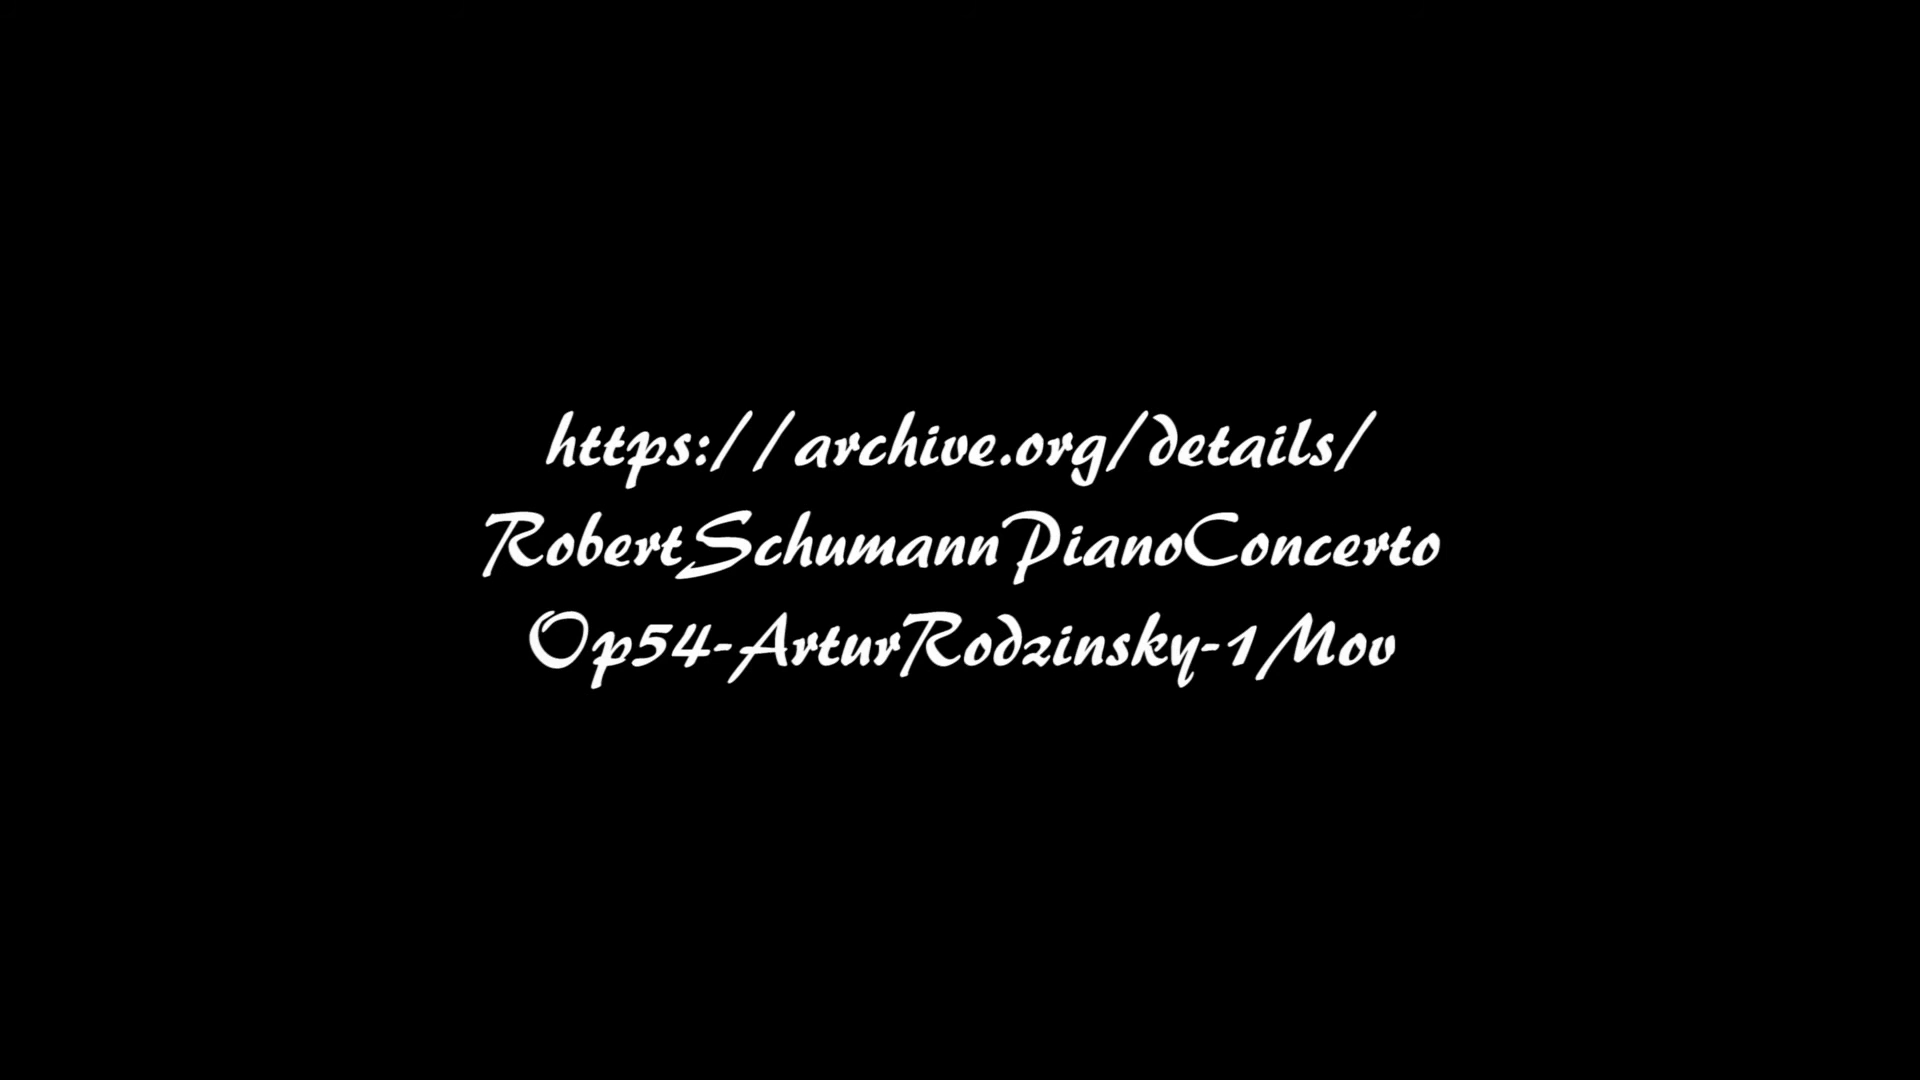 https://archive.org/details/
RobertSchumannPianoConcerto
Op54-ArturRodzinsky-1Mov